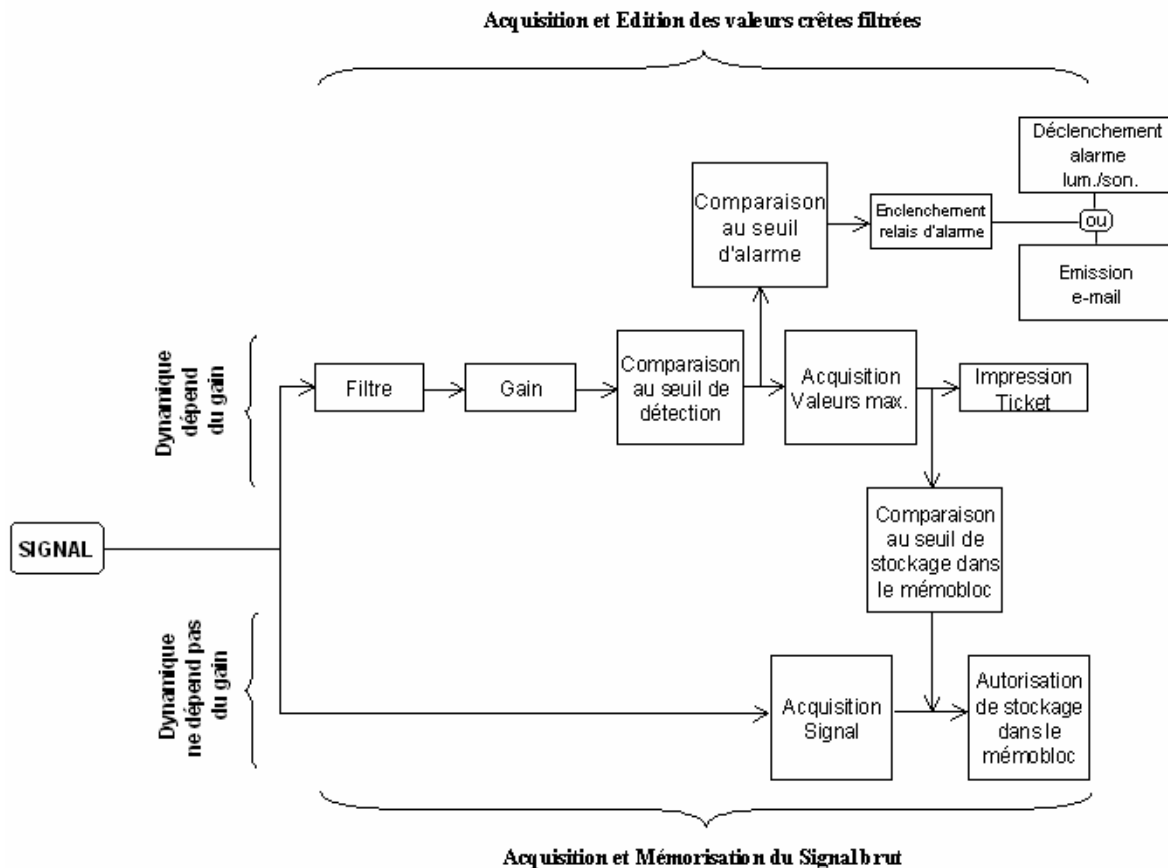 Acquisition et Edition des valeurs crêtes filtrées
Déclenchement
alarme
lum./son.
Comparaison
au seuil
d'alarme
Enclenchement
relais d'alarme
ou
Emission
e-mail
Dynamique
dépend
du gain
Filtre
Gain
Comparaison
au seuil de
détection
Acquisition
Valeurs max.
Impression
Ticket
SIGNAL
Comparaison
au seuil de
stockage dans
le mémobloc
Dynamique
ne dépend pas
du gain
Acquisition
Signal
Autorisation
de stockage
dans le
mémobloc
Acquisition et Mémorisation du Signal brut